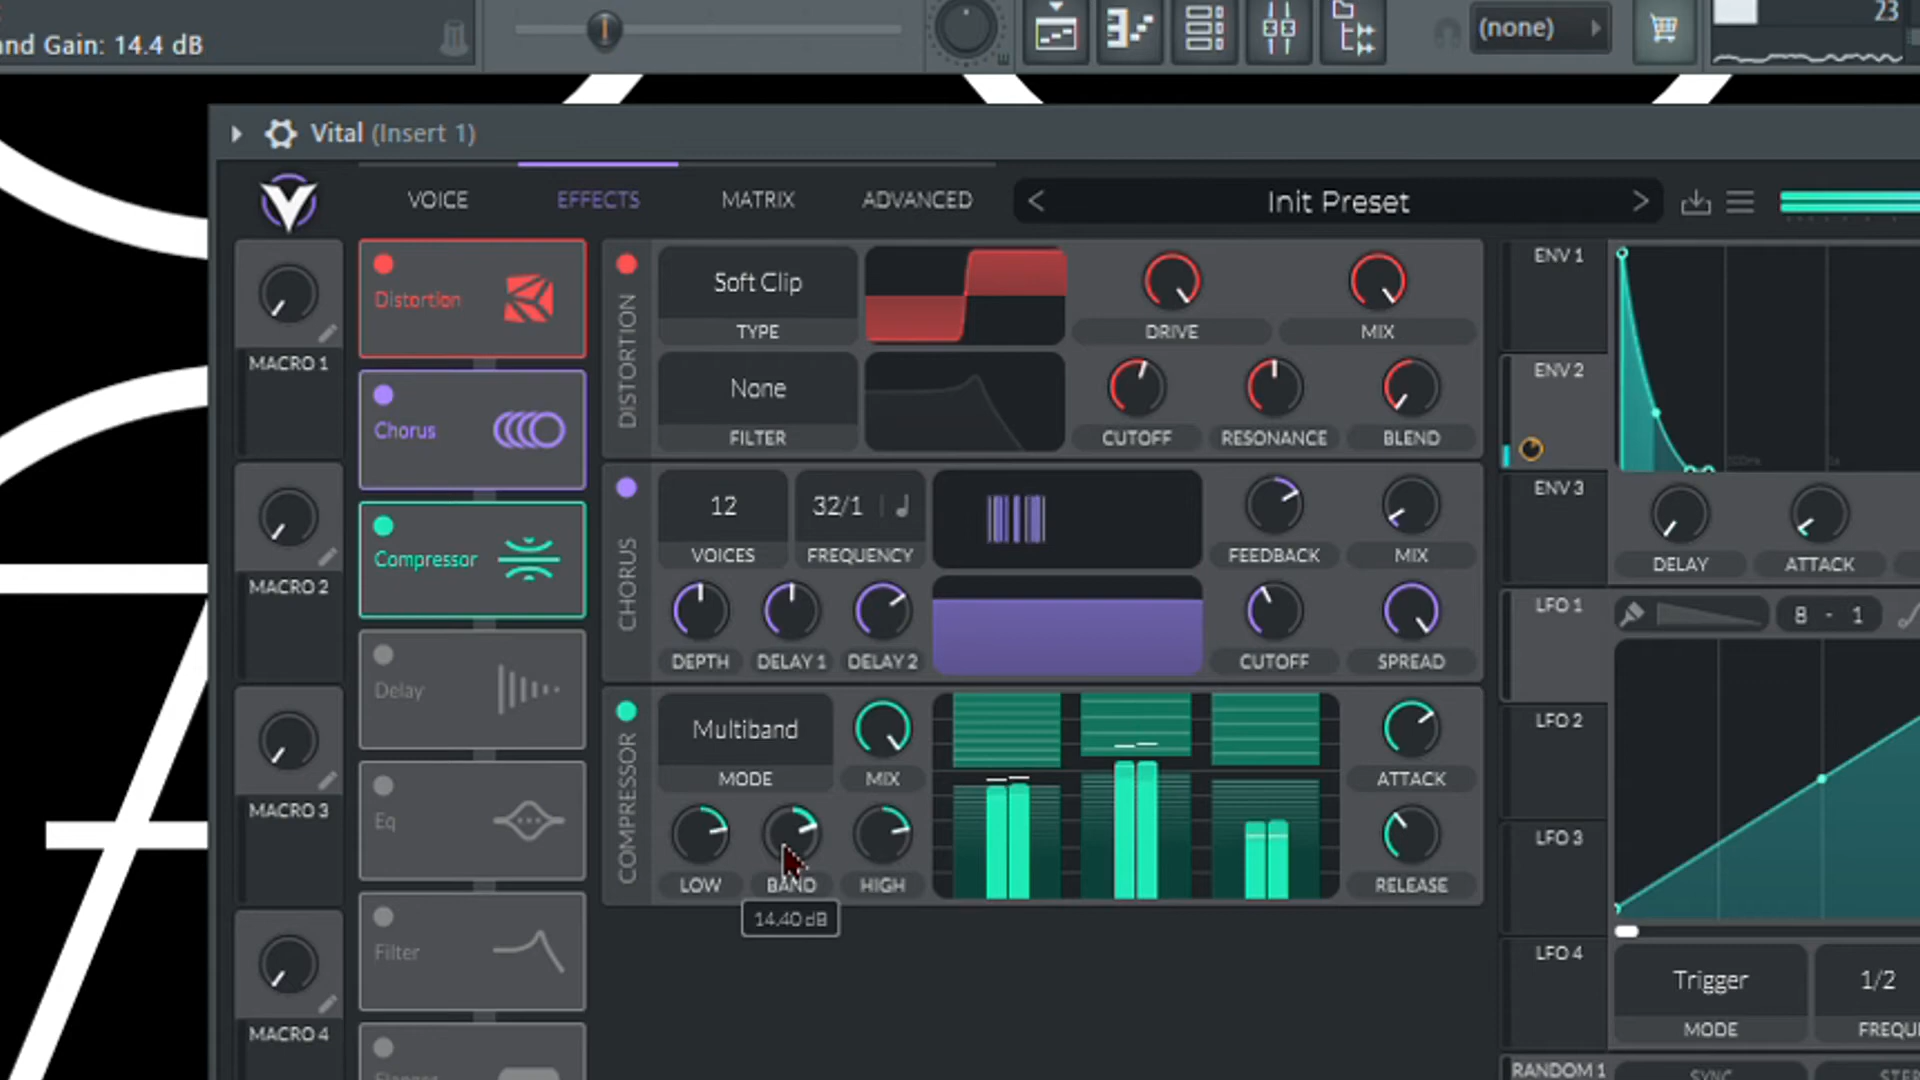 nd Gain: 14.4 dB
(none)
23
Vital (Insert 1)
VOICE
EFFECTS
MATRIX
ADVANCED
Init Preset
MACRO 1
MACRO 2
MACRO 3
MACRO 4
Distortion
Chorus
Compressor
Delay
Eq
Filter
DISTORTION
Soft Clip
TYPE
DRIVE
MIX
None
FILTER
CUTOFF
RESONANCE
BLEND
CHORUS
12
VOICES
32/1
FREQUENCY
FEEDBACK
MIX
DEPTH
DELAY 1
DELAY 2
CUTOFF
SPREAD
COMPRESSOR
Multiband
MODE
MIX
ATTACK
LOW
BAND
HIGH
RELEASE
14.40 dB
ENV 1
ENV 2
ENV 3
DELAY
ATTACK
LFO 1
8 - 1
LFO 2
LFO 3
LFO 4
Trigger
MODE
1/2
FREQU
RANDOM 1
SYNC